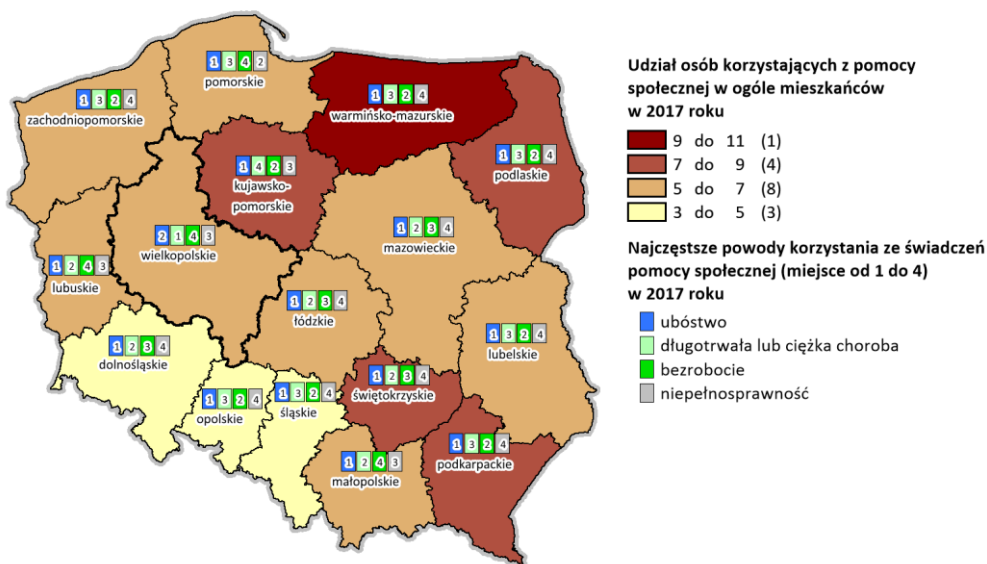 1 3 4 2
pomorskie
1 3 2 4
zachodniopomorskie
1 3 2 4
warmińsko-mazurskie
1 3 2 4
podlaskie
1 4 2 3
kujawsko-
pomorskie
1 2 3 4
mazowieckie
2 1 4 3
wielkopolskie
1 2 4 3
lubuskie
1 2 3 4
łódzkie
1 3 2 4
lubelskie
1 2 3 4
dolnośląskie
1 3 2 4
opolskie
1 3 2 4
śląskie
1 2 3 4
świętokrzyskie
1 2 4 3
małopolskie
1 3 2 4
podkarpackie
Udział osób korzystających z pomocy
społecznej w ogóle mieszkańców
w 2017 roku
9 do 11 (1)
7 do 9 (4)
5 do 7 (8)
3 do 5 (3)
Najczęstsze powody korzystania ze świadczeń
pomocy społecznej (miejsce od 1 do 4)
w 2017 roku
ubóstwo
długotrwała lub ciężka choroba
bezrobocie
niepełnosprawność